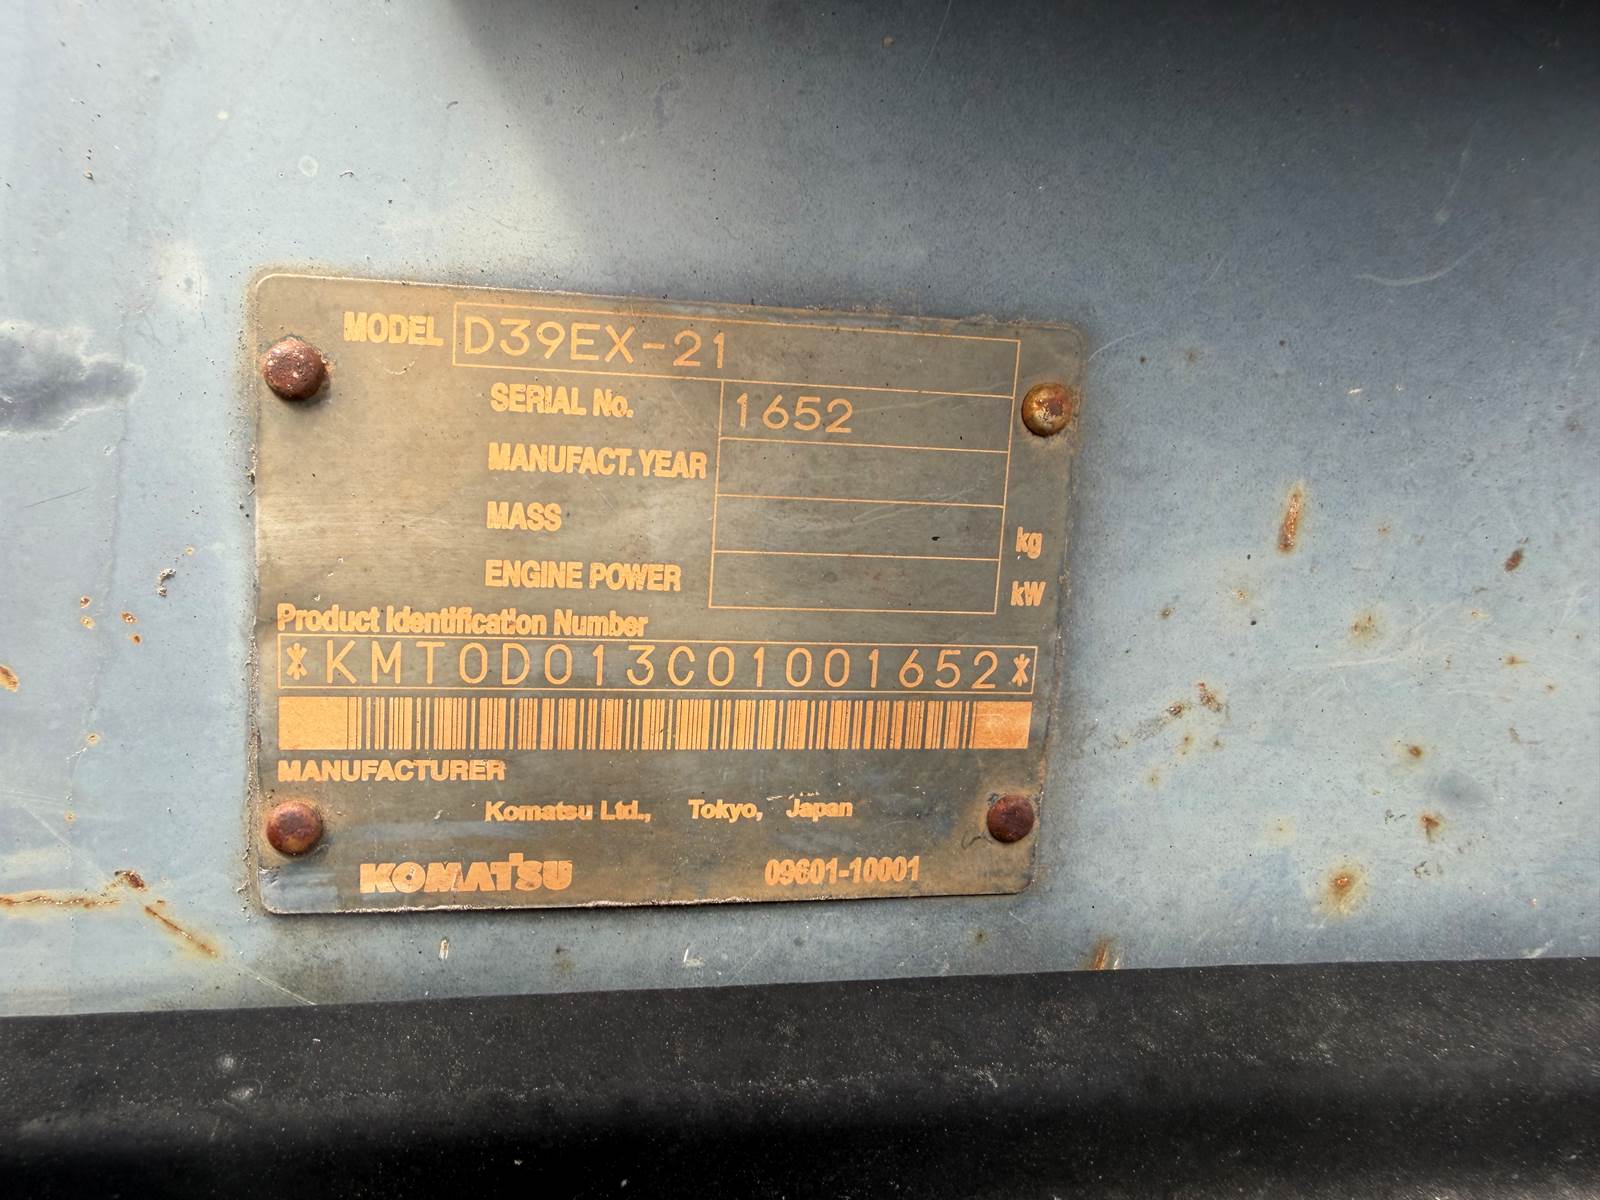 MODEL D39EX-21
SERIAL No. 1652
MANUFACT. YEAR
MASS kg
ENGINE POWER kW
Product Identification Number
*KMT0D013C01001652*
MANUFACTURER
Komatsu Ltd., Tokyo, Japan
KOMATSU 09601-10001